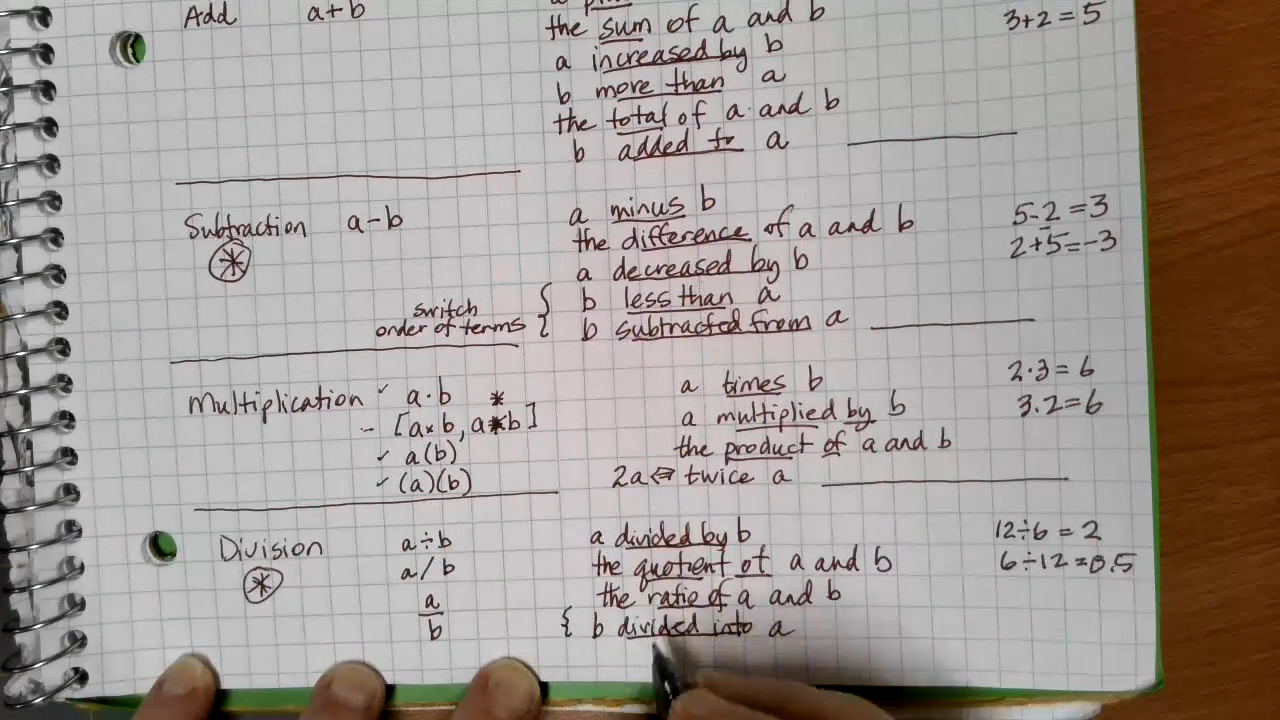 a plus
Add a+b
the sum of a and b
3+2=5
a increased by b
b more than a
the total of a and b
b added to a
Subtraction a-b
*
a minus b
the difference of a and b
a decreased by b
switch
order of terms
{ b less than a
b subtracted from a
5-2=3
2+5=-3
Multiplication ✓ a·b *
- [a×b, a*b]
✓ a(b)
✓ (a)(b)
a times b
a multiplied by b
the product of a and b
2a⇔ twice a
2·3=6
3.2=6
Division a÷b
*
a/b
a
b
a divided by b
the quotient of a and b
the ratio of a and b
{ b divided into a
12÷6=2
6÷12=0.5